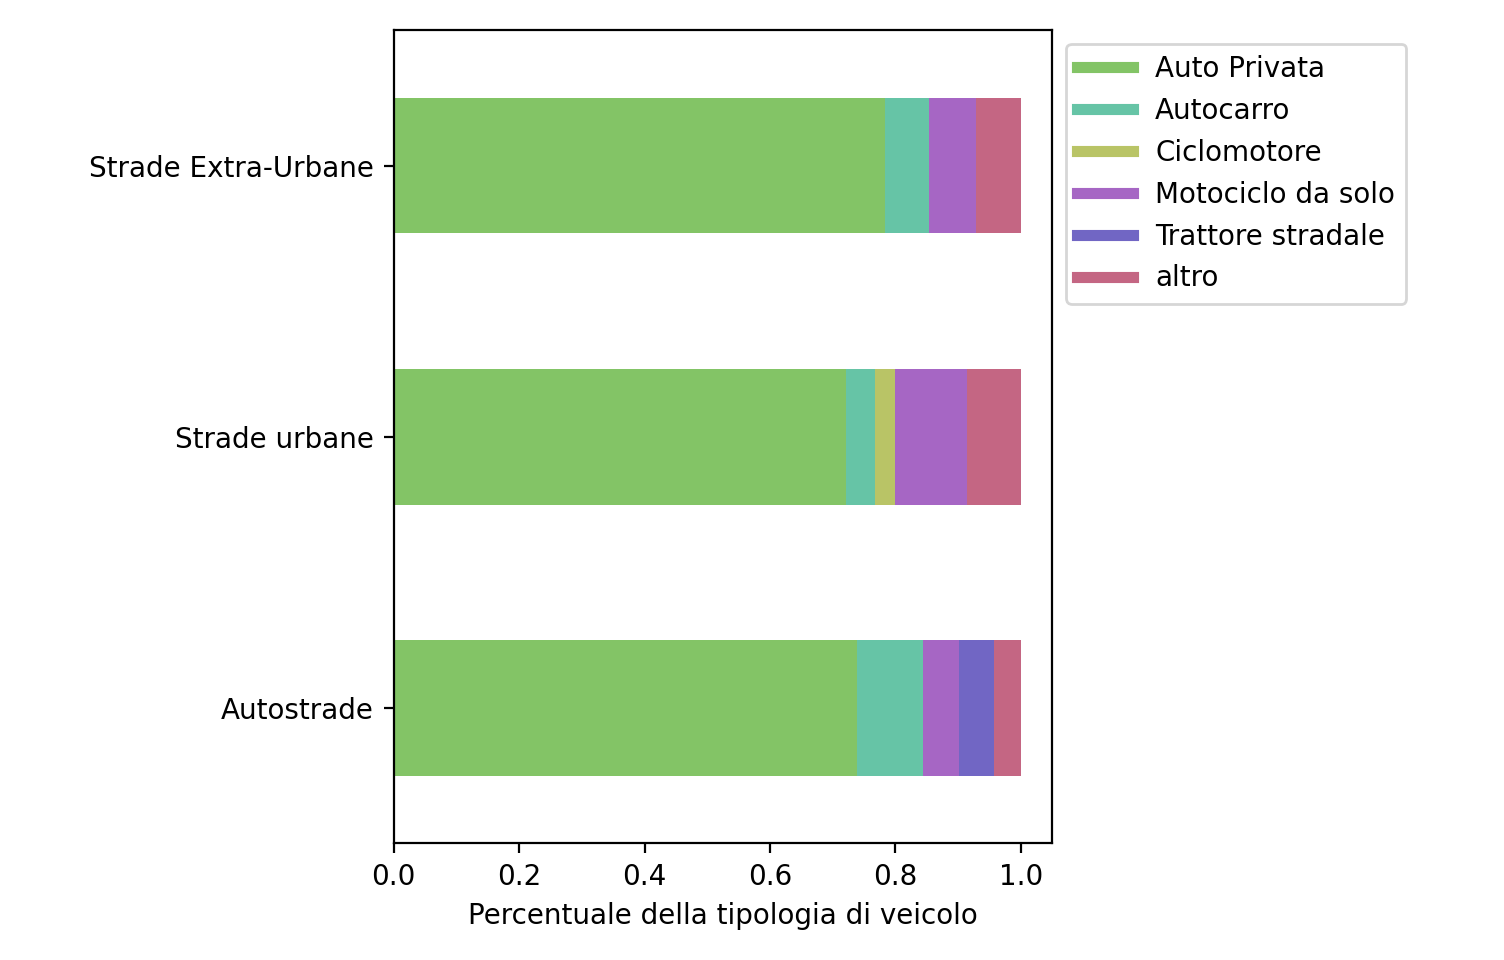 Strade Extra-Urbane
Strade urbane
Autostrade
0.0 0.2 0.4 0.6 0.8 1.0
Percentuale della tipologia di veicolo
Auto Privata
Autocarro
Ciclomotore
Motociclo da solo
Trattore stradale
altro